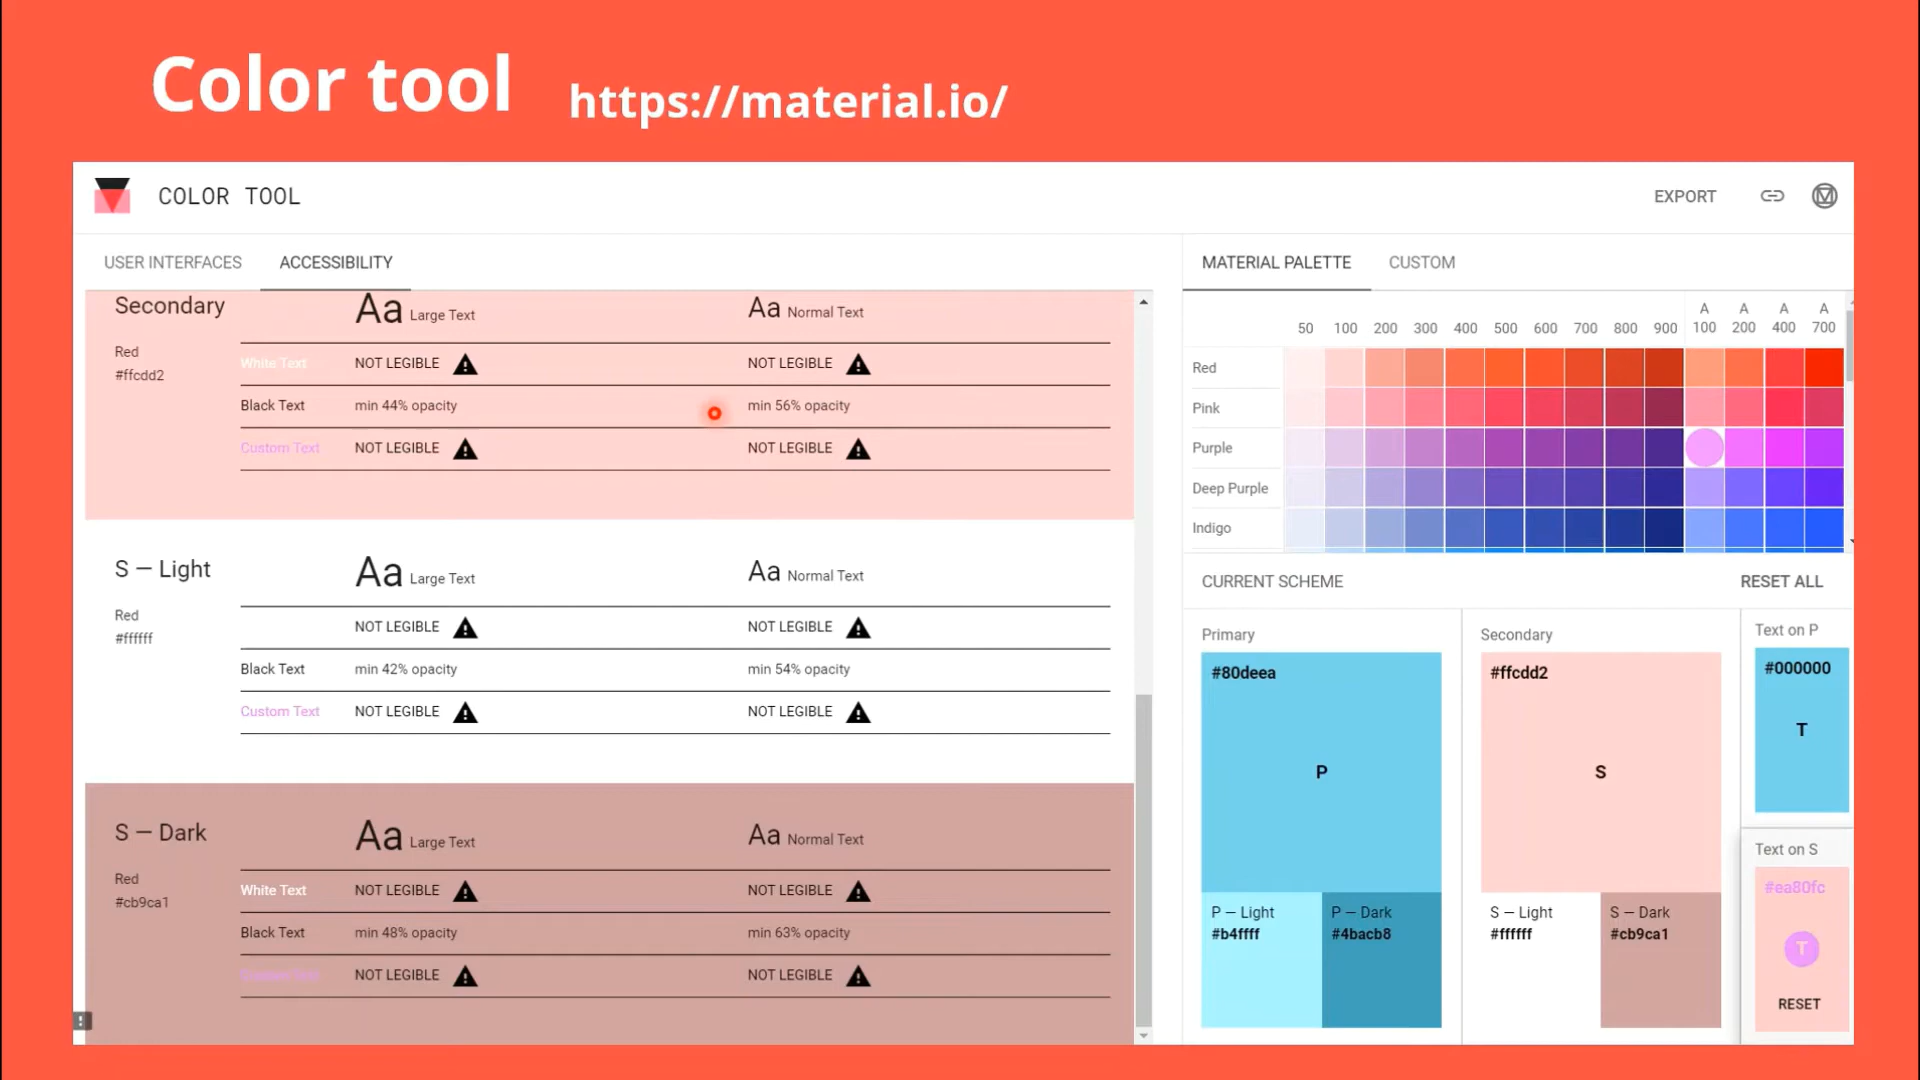 Color tool https://material.io/
COLOR TOOL
EXPORT
USER INTERFACES ACCESSIBILITY
Secondary Aa Large Text Aa Normal Text
Red
#ffcdd2
White Text NOT LEGIBLE NOT LEGIBLE
Black Text min 44% opacity min 56% opacity
Custom Text NOT LEGIBLE NOT LEGIBLE
S — Light Aa Large Text Aa Normal Text
Red
#ffffff
NOT LEGIBLE NOT LEGIBLE
Black Text min 42% opacity min 54% opacity
Custom Text NOT LEGIBLE NOT LEGIBLE
S — Dark Aa Large Text Aa Normal Text
Red
#cb9ca1
White Text NOT LEGIBLE NOT LEGIBLE
Black Text min 48% opacity min 63% opacity
NOT LEGIBLE NOT LEGIBLE
MATERIAL PALETTE CUSTOM
50 100 200 300 400 500 600 700 800 900 A 100 A 200 A 400 A 700
Red
Pink
Purple
Deep Purple
Indigo
CURRENT SCHEME RESET ALL
Primary
#80deea
P
P — Light
#b4ffff
P — Dark
#4bacb8
Secondary
#ffcdd2
S
S — Light
#ffffff
S — Dark
#cb9ca1
Text on P
#000000
T
Text on S
#ea80fc
T
RESET